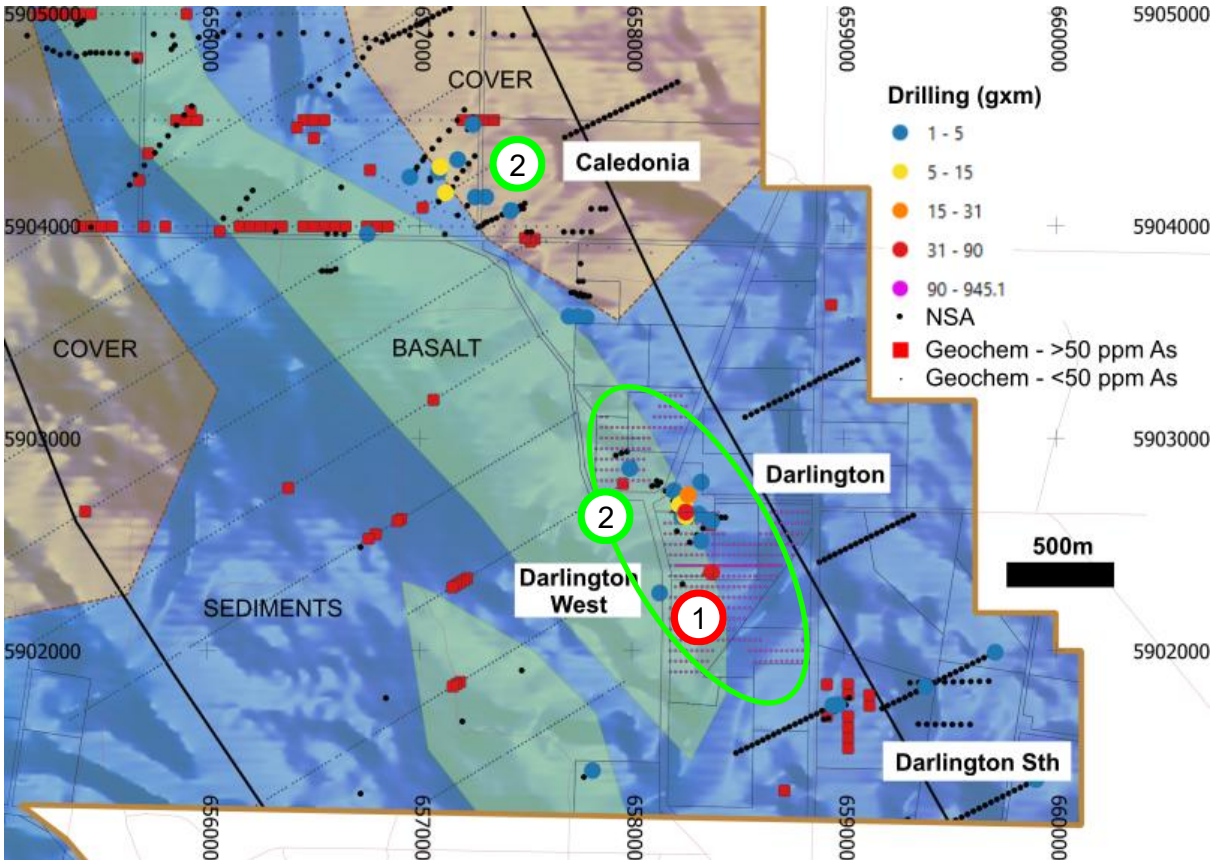 5905000
656000
657000
658000
659000
660000
5905000
COVER
Drilling (gxm)
1 - 5
5 - 15
15 - 31
31 - 90
90 - 945.1
NSA
Geochem - >50 ppm As
Geochem - <50 ppm As
2
Caledonia
5904000
5904000
COVER
BASALT
5903000
5903000
Darlington
2
500m
Darlington
West
SEDIMENTS
1
5902000
5902000
Darlington Sth
656000
657000
658000
659000
660000